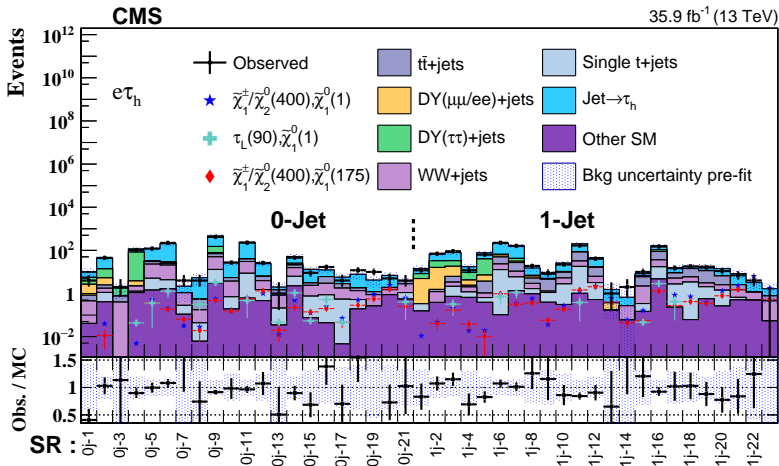 CMS 35.9 fb⁻¹ (13 TeV)
Events
10¹²
10¹⁰
10⁸
10⁶
10⁴
10²
1
10⁻²
eτₕ
Observed
χ̃₁±/χ̃₂⁰(400),χ̃₁⁰(1)
τ_L(90),χ̃₁⁰(1)
χ̃₁±/χ̃₂⁰(400),χ̃₁⁰(175)
tt̄+jets
DY(μμ/ee)+jets
DY(ττ)+jets
WW+jets
Single t+jets
Jet→τₕ
Other SM
Bkg uncertainty pre-fit
0-Jet 1-Jet
Obs. / MC
1.5
1
0.5
SR : 0j-1 0j-3 0j-5 0j-7 0j-9 0j-11 0j-13 0j-15 0j-17 0j-19 0j-21 1j-2 1j-4 1j-6 1j-8 1j-10 1j-12 1j-14 1j-16 1j-18 1j-20 1j-22